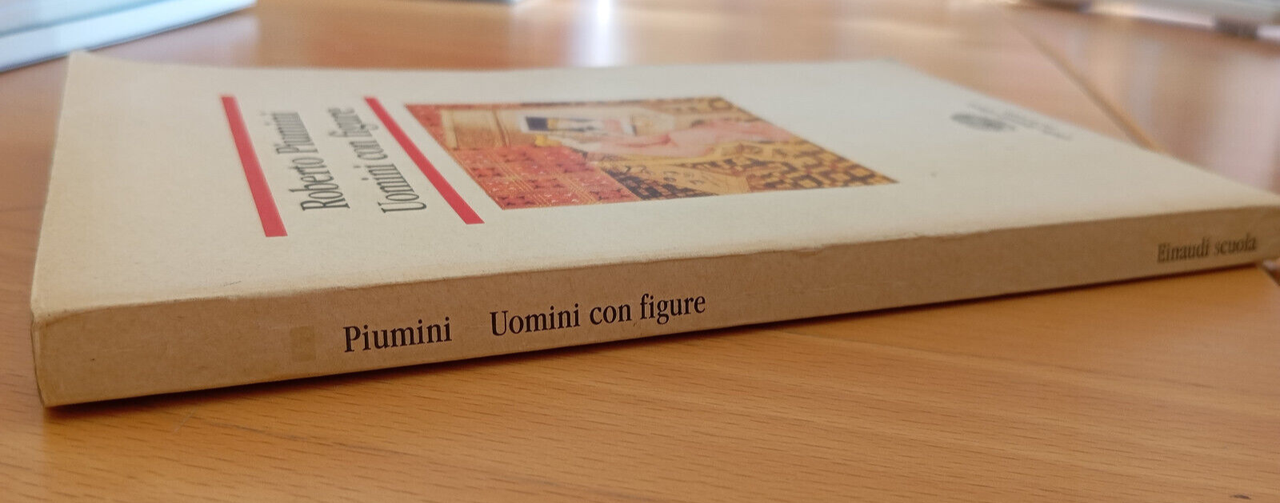 Roberto Piumini
Uomini con figure
Piumini Uomini con figure
Einaudi scuola